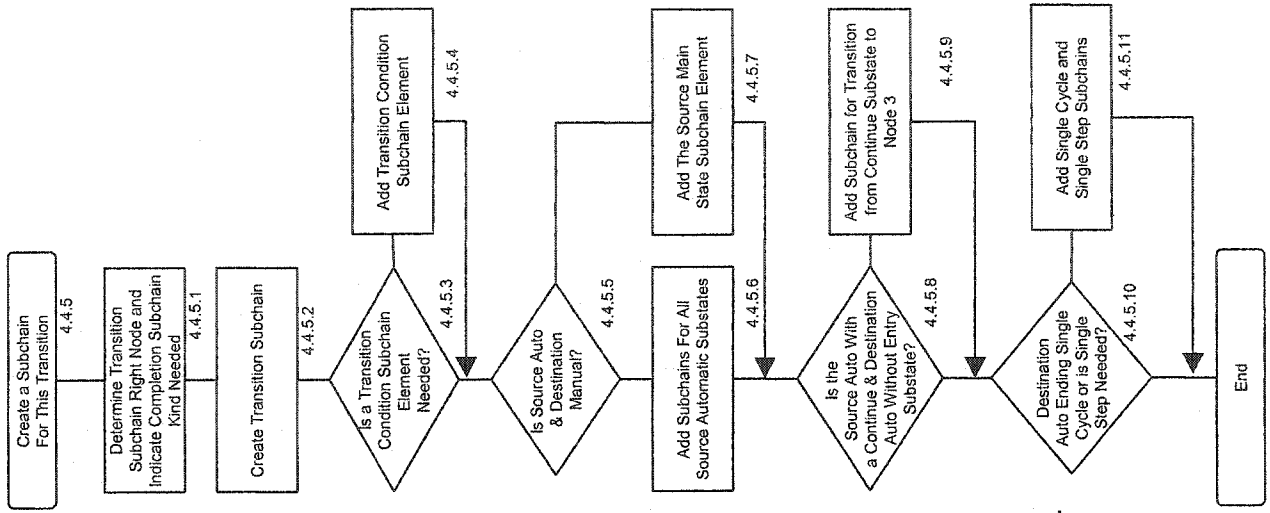 Create a Subchain
For This Transition
4.4.5
Determine Transition
Subchain Right Node and
Indicate Completion Subchain
Kind Needed
4.4.5.1
Create Transition Subchain
4.4.5.2
Is a Transition
Condition Subchain
Element
Needed?
4.4.5.3
Add Transition Condition
Subchain Element
4.4.5.4
Is Source Auto
& Destination
Manual?
4.4.5.5
Add Subchains For All
Source Automatic Substates
4.4.5.6
Add The Source Main
State Subchain Element
4.4.5.7
Is the
Source Auto With
a Continue & Destination
Auto Without Entry
Substate?
4.4.5.8
Add Subchain for Transition
from Continue Substate to
Node 3
4.4.5.9
Destination
Auto Ending Single
Cycle or is Single
Step Needed?
4.4.5.10
Add Single Cycle and
Single Step Subchains
4.4.5.11
End